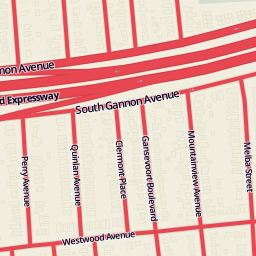 non Avenue
d Expressway
South Gannon Avenue
Perry Avenue
Quinlan Avenue
Clermont Place
Gansevoort Boulevard
Mountainview Avenue
Melba Street
Westwood Avenue